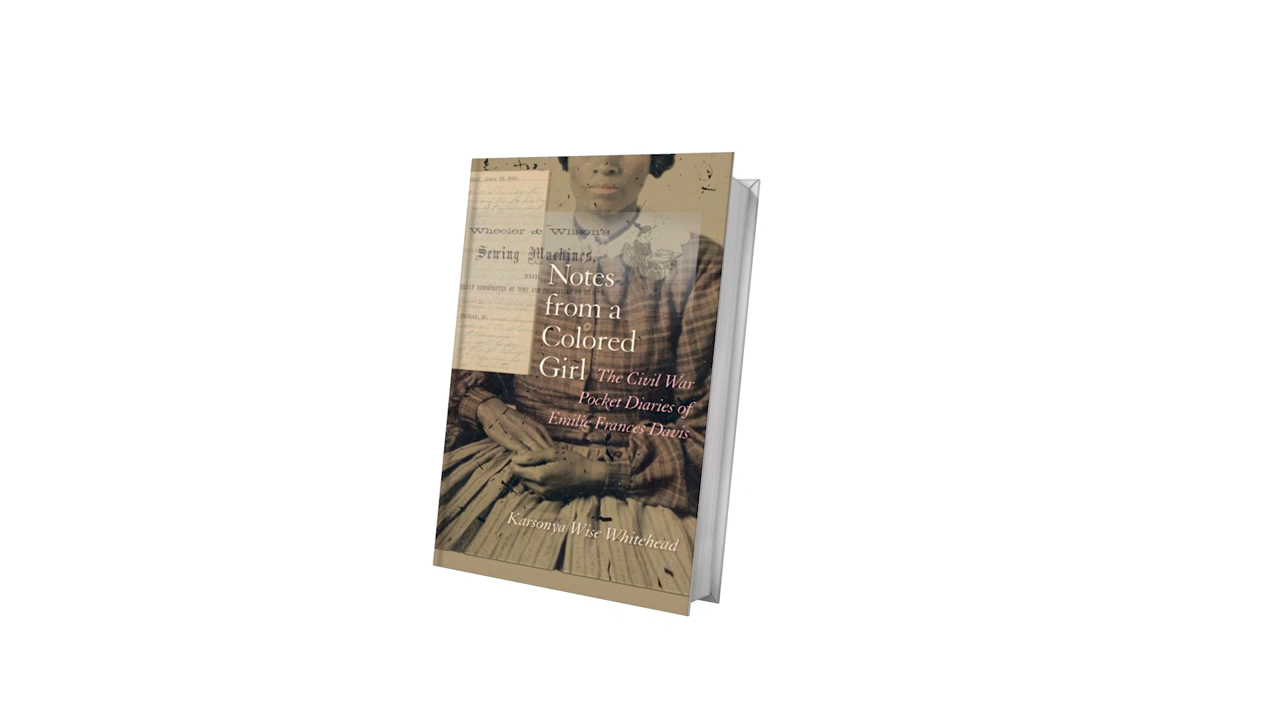 Wheeler & Wilson's
Sewing Machines,
THE
Notes
from a
Colored
Girl
The Civil War
Pocket Diaries of
Emilie Frances Davis
Karsonya Wise Whitehead